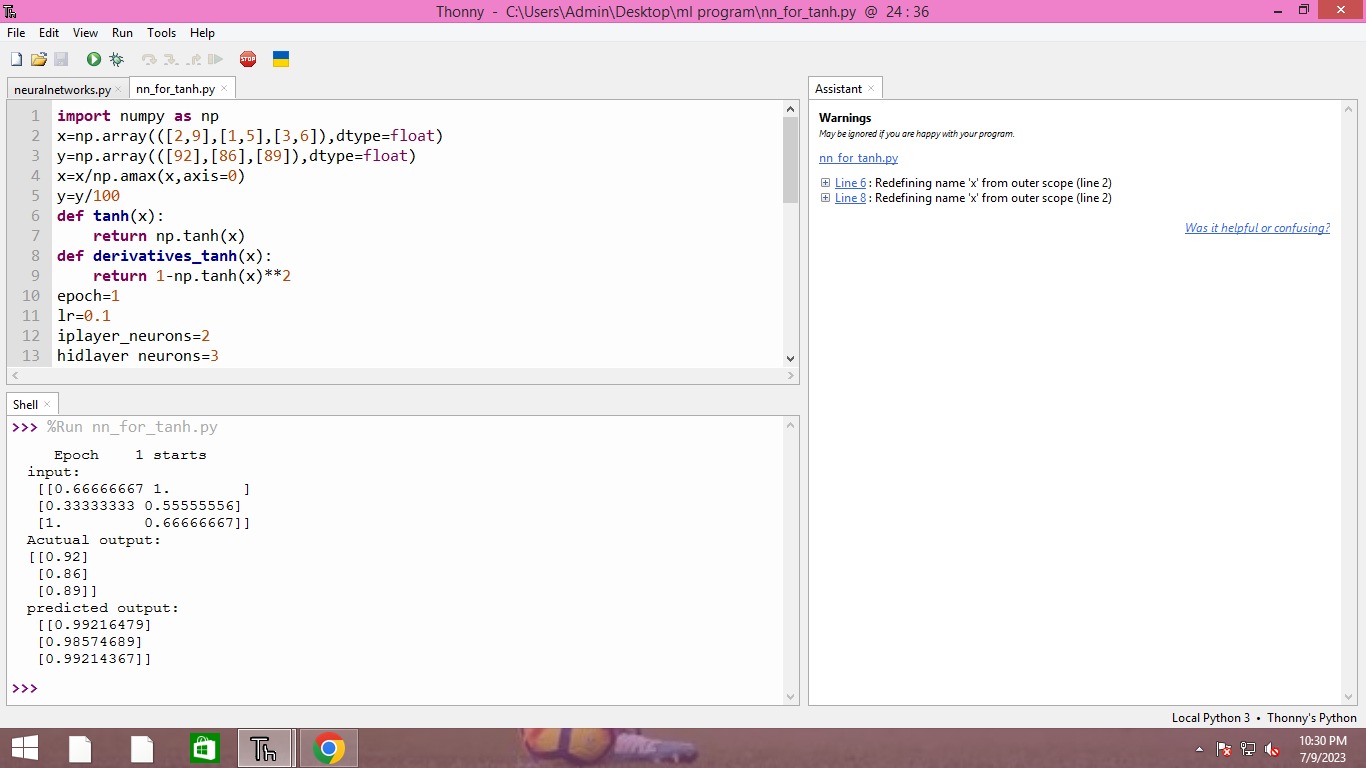 Thonny - C:\Users\Admin\Desktop\ml program\nn_for_tanh.py @ 24 : 36
File Edit View Run Tools Help
STOP
neuralnetworks.py × nn_for_tanh.py ×
1 import numpy as np
2 x=np.array(([2,9],[1,5],[3,6]),dtype=float)
3 y=np.array(([92],[86],[89]),dtype=float)
4 x=x/np.amax(x,axis=0)
5 y=y/100
6 def tanh(x):
7     return np.tanh(x)
8 def derivatives_tanh(x):
9     return 1-np.tanh(x)**2
10 epoch=1
11 lr=0.1
12 iplayer_neurons=2
13 hidlayer neurons=3
Shell ×
>>> %Run nn_for_tanh.py
Epoch    1 starts
input:
[[0.66666667 1.        ]
[0.33333333 0.55555556]
[1.         0.66666667]]
Acutual output:
[[0.92]
[0.86]
[0.89]]
predicted output:
[[0.99216479]
[0.98574689]
[0.99214367]]
>>>
Assistant ×
Warnings
May be ignored if you are happy with your program.
nn_for_tanh.py
Line 6 : Redefining name 'x' from outer scope (line 2)
Line 8 : Redefining name 'x' from outer scope (line 2)
Was it helpful or confusing?
Local Python 3 • Thonny's Python
Th
10:30 PM
7/9/2023